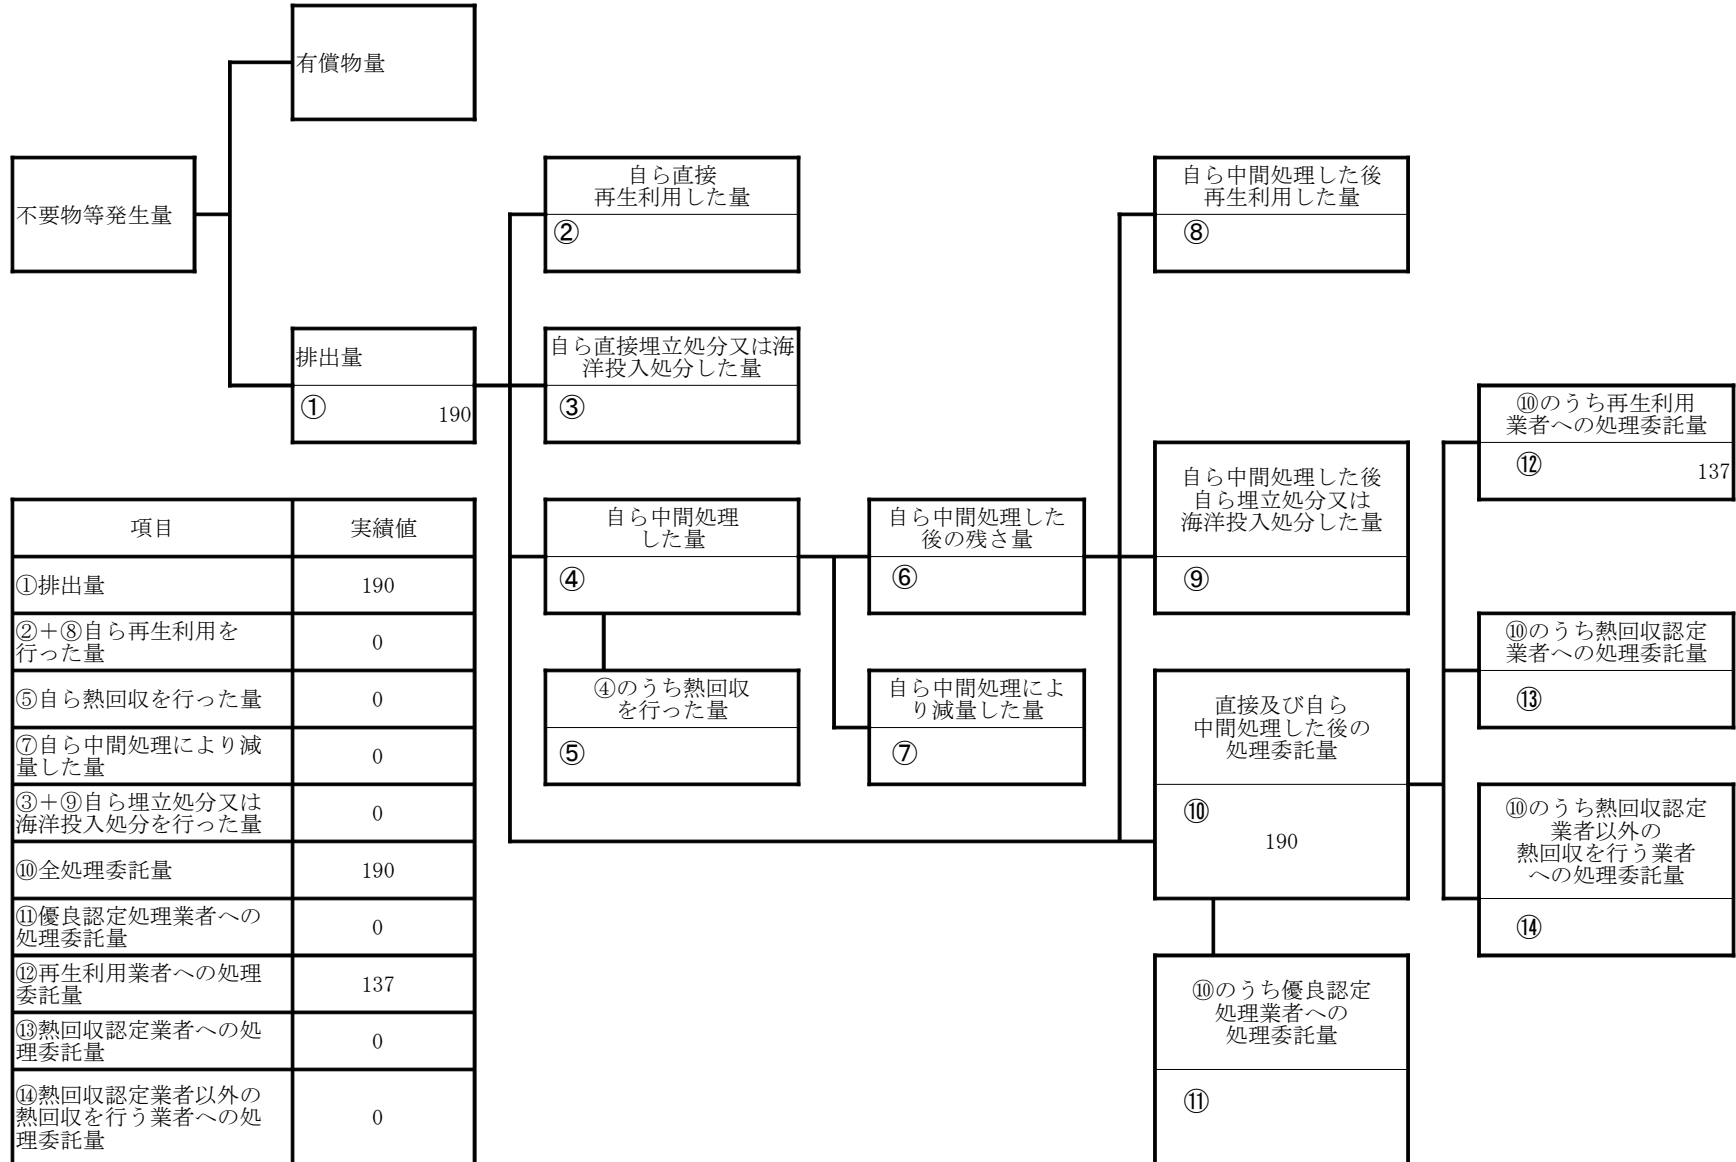 有償物量
不要物等発生量
自ら直接
再生利用した量
②
自ら中間処理した後
再生利用した量
⑧
排出量
① 190
自ら直接埋立処分又は海
洋投入処分した量
③
⑩のうち再生利用
業者への処理委託量
⑫ 137
自ら中間処理
した量
④
自ら中間処理した
後の残さ量
⑥
自ら中間処理した後
自ら埋立処分又は
海洋投入処分した量
⑨
④のうち熱回収
を行った量
⑤
自ら中間処理によ
り減量した量
⑦
直接及び自ら
中間処理した後の
処理委託量
⑩
190
⑩のうち熱回収認定
業者への処理委託量
⑬
⑩のうち熱回収認定
業者以外の
熱回収を行う業者
への処理委託量
⑭
⑩のうち優良認定
処理業者への
処理委託量
⑪
項目 実績値
①排出量 190
②+⑧自ら再生利用を
行った量 0
⑤自ら熱回収を行った量 0
⑦自ら中間処理により減
量した量 0
③+⑨自ら埋立処分又は
海洋投入処分を行った量 0
⑩全処理委託量 190
⑪優良認定処理業者への
処理委託量 0
⑫再生利用業者への処理
委託量 137
⑬熱回収認定業者への処
理委託量 0
⑭熱回収認定業者以外の
熱回収を行う業者への処 0
理委託量